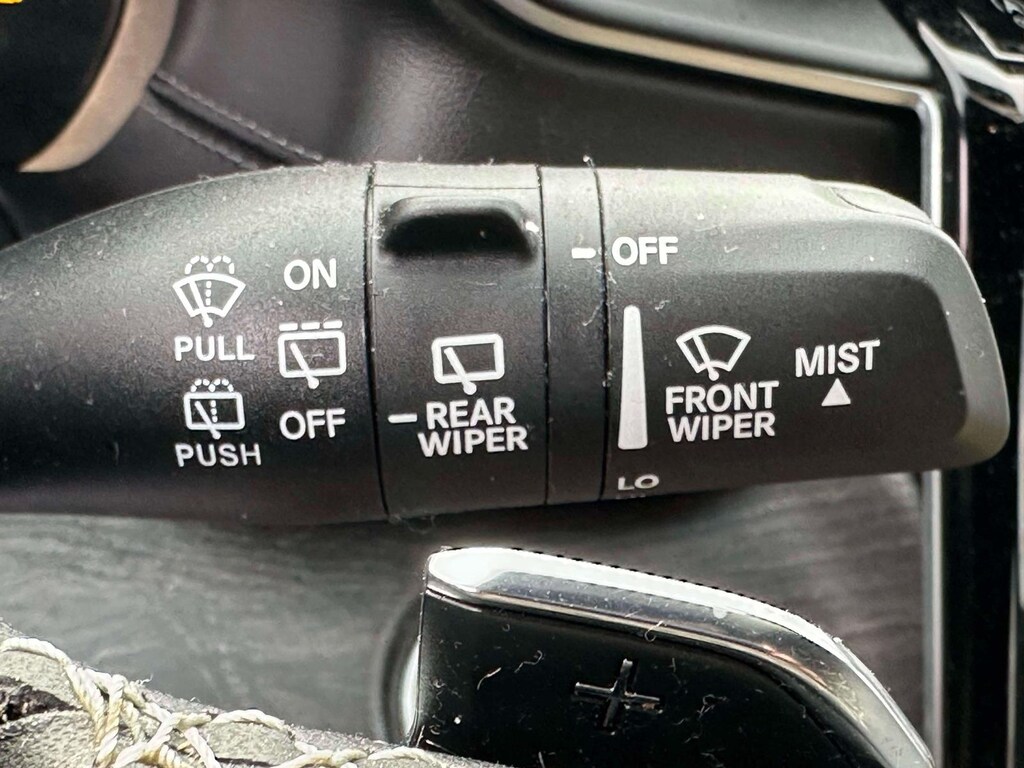 PULL
PUSH
ON
OFF
REAR
WIPER
OFF
LO
FRONT
WIPER
MIST
+